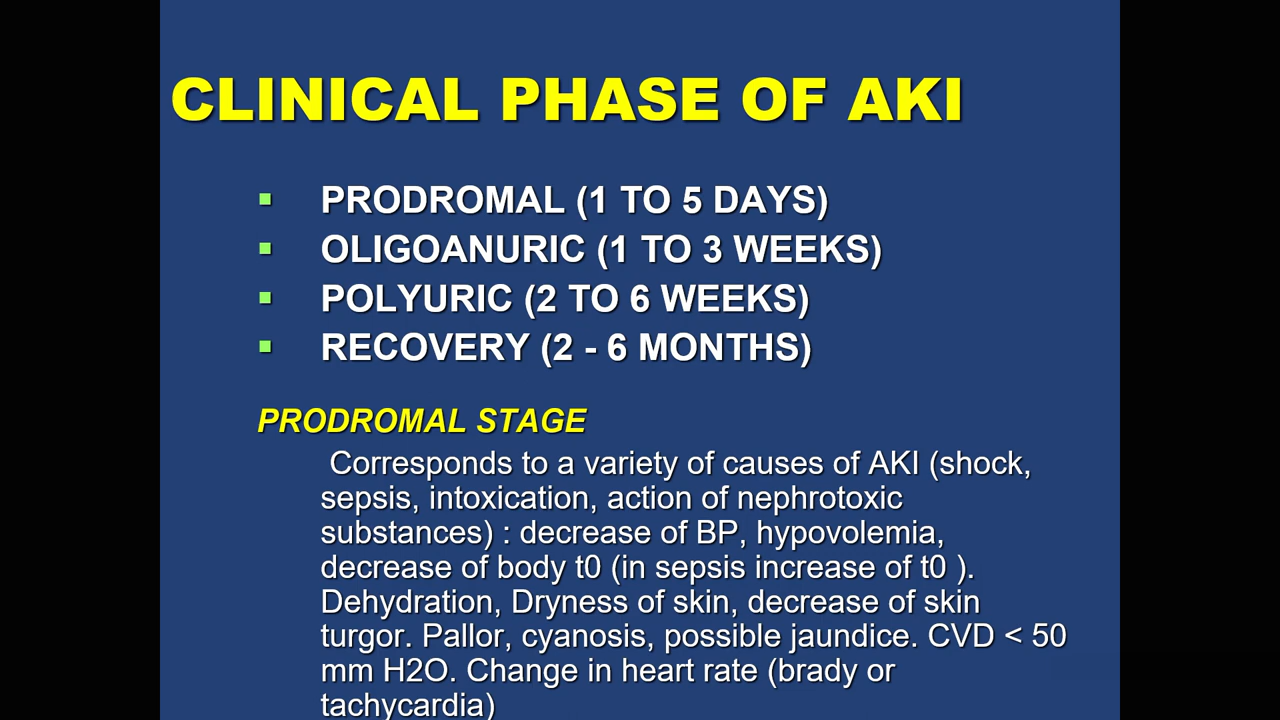 CLINICAL PHASE OF AKI
▪ PRODROMAL (1 TO 5 DAYS)
▪ OLIGOANURIC (1 TO 3 WEEKS)
▪ POLYURIC (2 TO 6 WEEKS)
▪ RECOVERY (2 - 6 MONTHS)
PRODROMAL STAGE
Corresponds to a variety of causes of AKI (shock,
sepsis, intoxication, action of nephrotoxic
substances) : decrease of BP, hypovolemia,
decrease of body t0 (in sepsis increase of t0 ).
Dehydration, Dryness of skin, decrease of skin
turgor. Pallor, cyanosis, possible jaundice. CVD < 50
mm H2O. Change in heart rate (brady or
tachycardia)